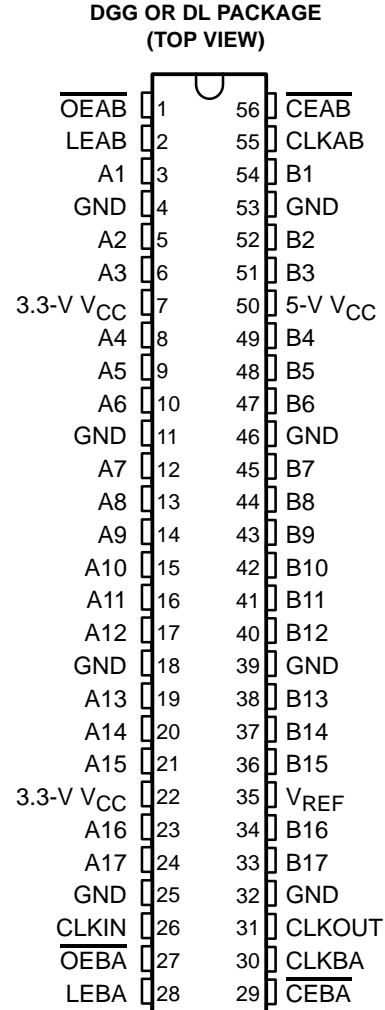 DGG OR DL PACKAGE
(TOP VIEW)
OEAB 1 56 CEAB
LEAB 2 55 CLKAB
A1 3 54 B1
GND 4 53 GND
A2 5 52 B2
A3 6 51 B3
3.3-V VCC 7 50 5-V VCC
A4 8 49 B4
A5 9 48 B5
A6 10 47 B6
GND 11 46 GND
A7 12 45 B7
A8 13 44 B8
A9 14 43 B9
A10 15 42 B10
A11 16 41 B11
A12 17 40 B12
GND 18 39 GND
A13 19 38 B13
A14 20 37 B14
A15 21 36 B15
3.3-V VCC 22 35 VREF
A16 23 34 B16
A17 24 33 B17
GND 25 32 GND
CLKIN 26 31 CLKOUT
OEBA 27 30 CLKBA
LEBA 28 29 CEBA